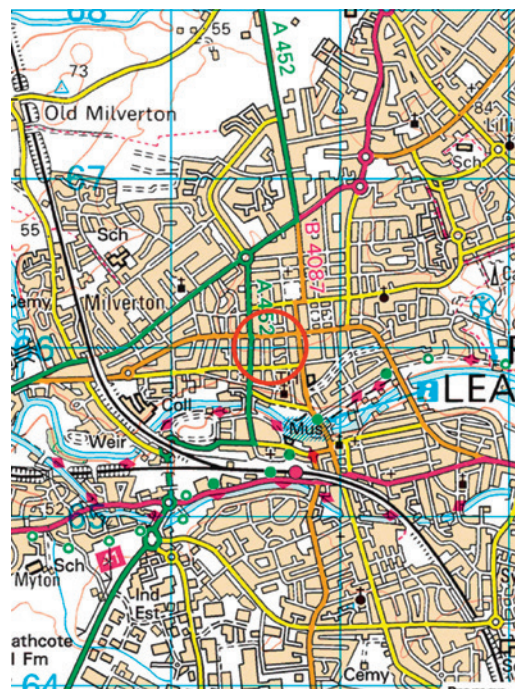 68
55
A 452
73
Old Milverton
84
Lilli
Sch
67
55
Sch
B 4087
Cemy
Milverton
A 452
66
LEA
Coll
Mus
Weir
52
65
Sch
Myton
Ind
Est
athcote
l Fm
Cemy
64